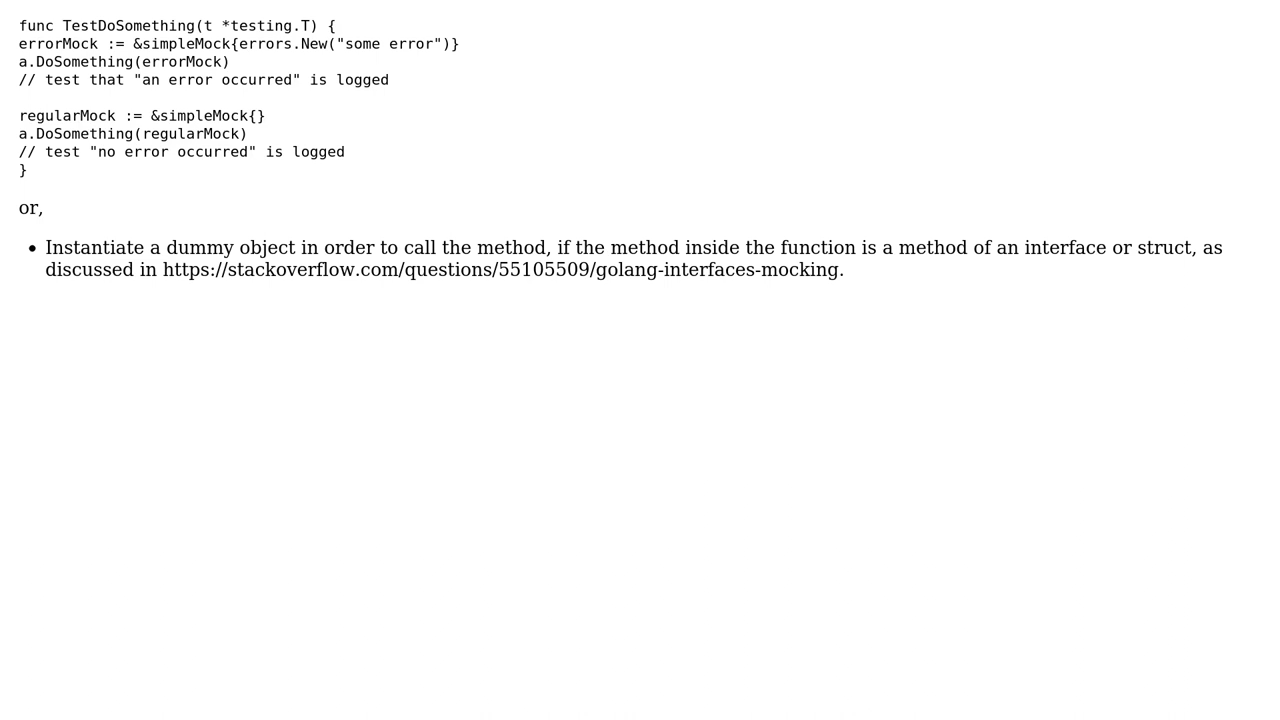 func TestDoSomething(t *testing.T) {
errorMock := &simpleMock{errors.New("some error")}
a.DoSomething(errorMock)
// test that "an error occurred" is logged

regularMock := &simpleMock{}
a.DoSomething(regularMock)
// test "no error occurred" is logged
}
or,
• Instantiate a dummy object in order to call the method, if the method inside the function is a method of an interface or struct, as
discussed in https://stackoverflow.com/questions/55105509/golang-interfaces-mocking.